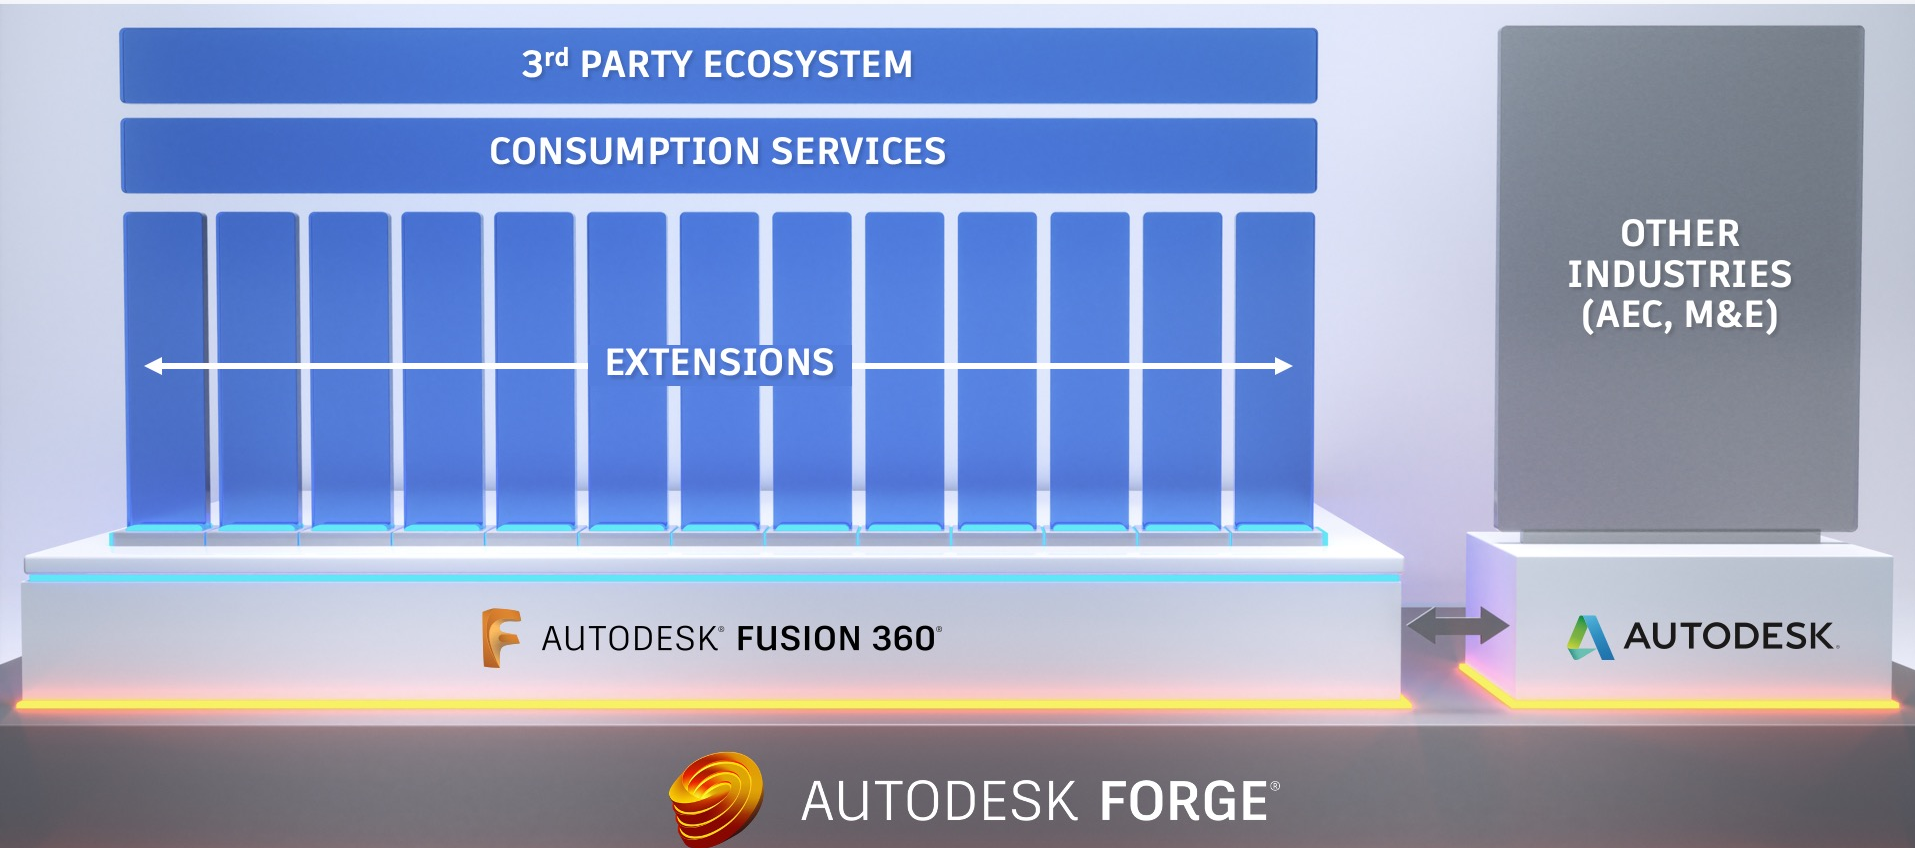 3rd PARTY ECOSYSTEM
CONSUMPTION SERVICES
EXTENSIONS
OTHER
INDUSTRIES
(AEC, M&E)
AUTODESK® FUSION 360®
AUTODESK®
AUTODESK FORGE®